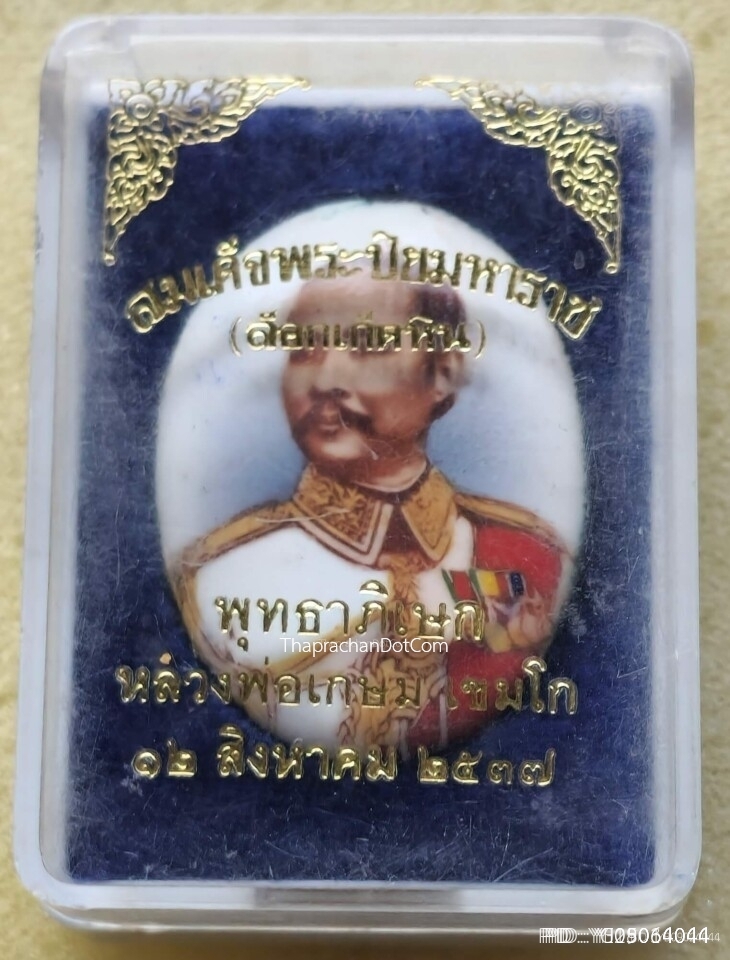 สมเด็จพระปิยมหาราช
(ล๊อกเก็ตหิน)
พุทธาภิเษก
ThaprachanDotCom
หลวงพ่อเกษม เขมโก
๑๒ สิงหาคม ๒๕๓๗